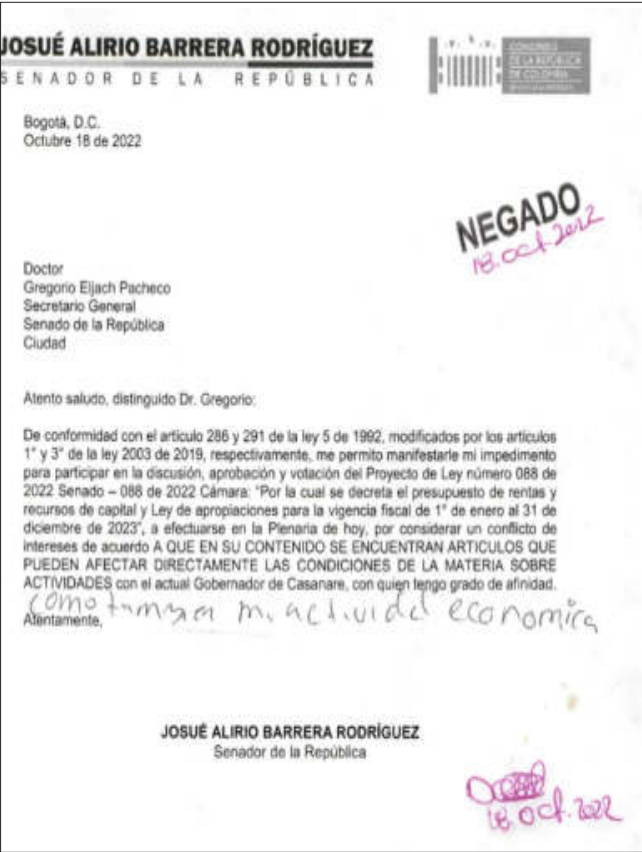 JOSUÉ ALIRIO BARRERA RODRÍGUEZ
SENADOR DE LA REPÚBLICA
CONGRESO
DE LA REPÚBLICA
DE COLOMBIA
Bogotá, D.C.
Octubre 18 de 2022
NEGADO
18 oct 2022
Doctor
Gregorio Eljach Pacheco
Secretario General
Senado de la República
Ciudad
Atento saludo, distinguido Dr. Gregorio:
De conformidad con el artículo 286 y 291 de la ley 5 de 1992, modificados por los artículos
1° y 3° de la ley 2003 de 2019, respectivamente, me permito manifestarle mi impedimento
para participar en la discusión, aprobación y votación del Proyecto de Ley número 088 de
2022 Senado – 088 de 2022 Cámara: "Por la cual se decreta el presupuesto de rentas y
recursos de capital y Ley de apropiaciones para la vigencia fiscal de 1° de enero al 31 de
diciembre de 2023", a efectuarse en la Plenaria de hoy, por considerar un conflicto de
intereses de acuerdo A QUE EN SU CONTENIDO SE ENCUENTRAN ARTICULOS QUE
PUEDEN AFECTAR DIRECTAMENTE LAS CONDICIONES DE LA MATERIA SOBRE
ACTIVIDADES con el actual Gobernador de Casanare, con quien tengo grado de afinidad.
como mi actividad economica
Atentamente,
JOSUÉ ALIRIO BARRERA RODRÍGUEZ
Senador de la República
18 oct. 2022